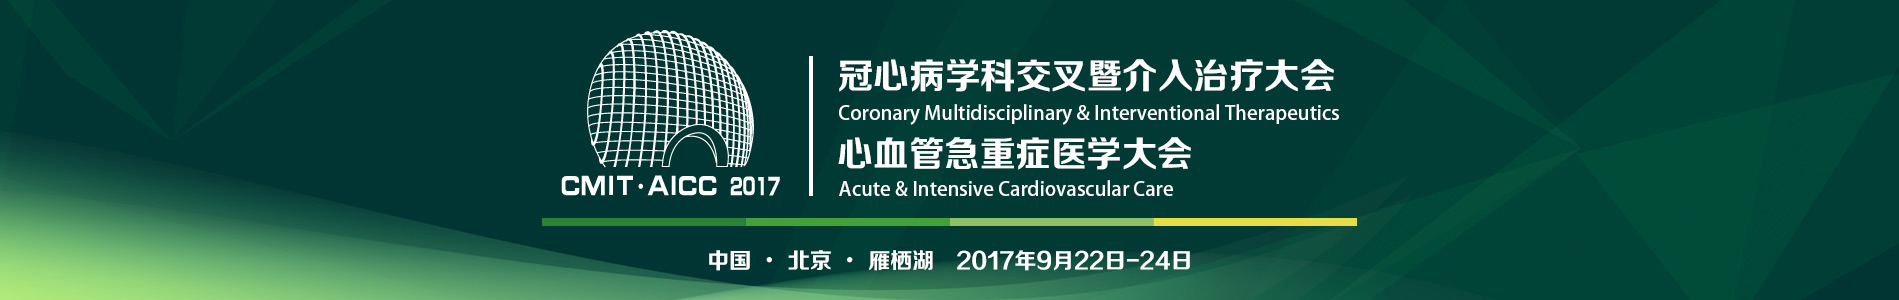 冠心病学科交叉暨介入治疗大会
Coronary Multidisciplinary & Interventional Therapeutics
心血管急重症医学大会
Acute & Intensive Cardiovascular Care
CMIT·AICC 2017
中国 · 北京 · 雁栖湖 2017年9月22日-24日